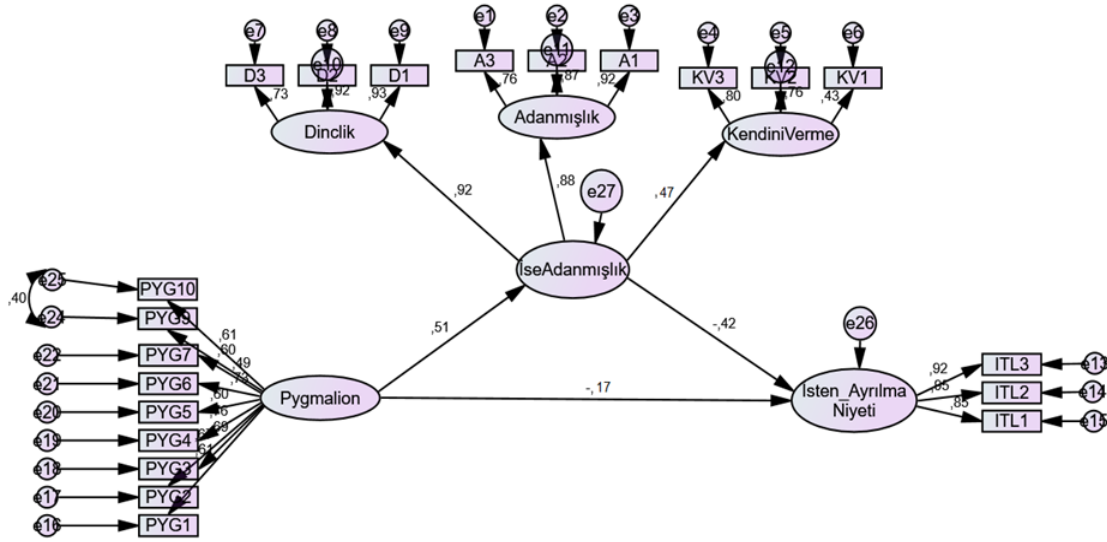 e7
e8
e9
e1
e2
e3
e4
e5
e6
D3
D2
D1
A3
A2
A1
KV3
KV2
KV1
e10
e11
e12
,73
,92
,93
,76
,87
,92
,80
,76
,43
Dinclik
Adanmışlık
KendiniVerme
,92
,88
,47
e27
İseAdanmışlık
e25
PYG10
,40
e24
PYG9
e22
PYG7
e21
PYG6
e20
PYG5
e19
PYG4
e18
PYG3
e17
PYG2
e16
PYG1
,61
,60
,49
,60
,69
,61
Pygmalion
,51
-,42
-,17
e26
Isten_Ayrılma
Niyeti
,92
,85
,85
ITL3
e13
ITL2
e14
ITL1
e15